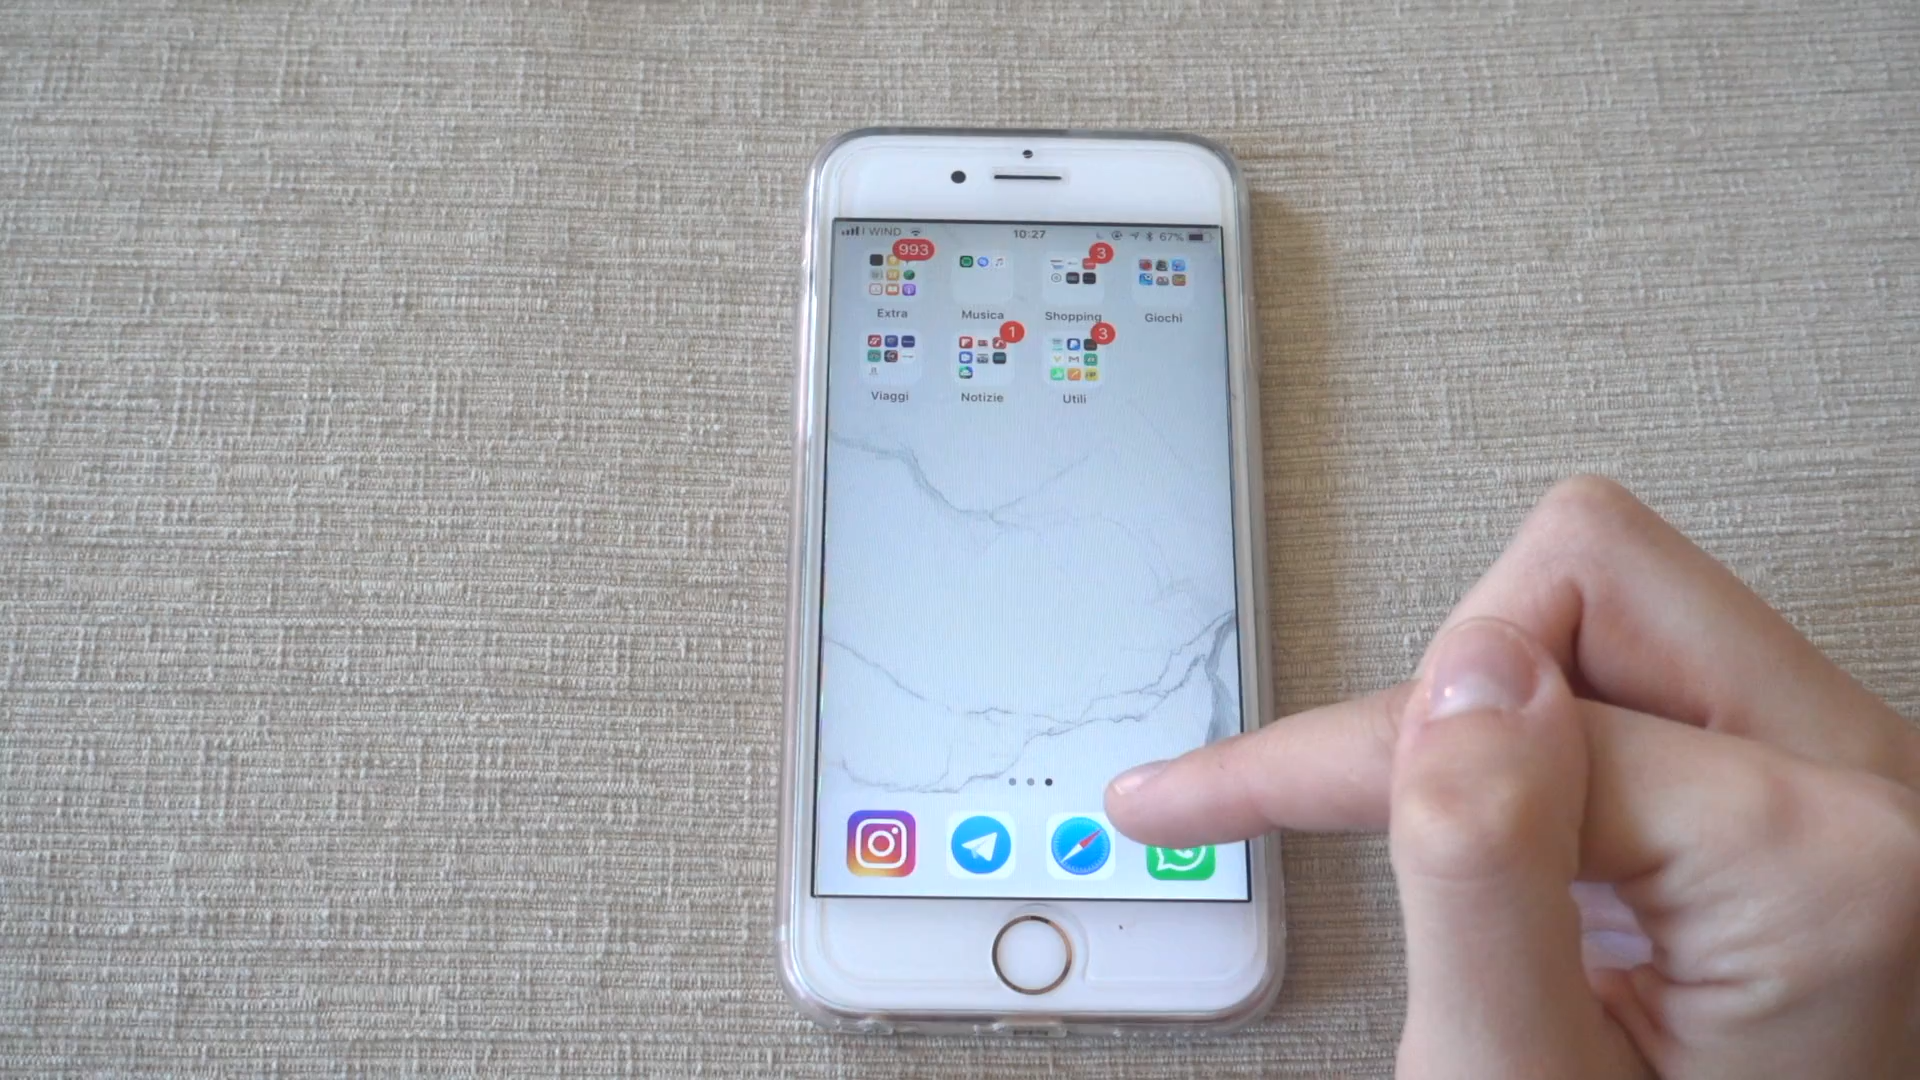 WIND 10:27 67%
993 3
Extra Musica Shopping Giochi
1 3
Viaggi Notizie Utili